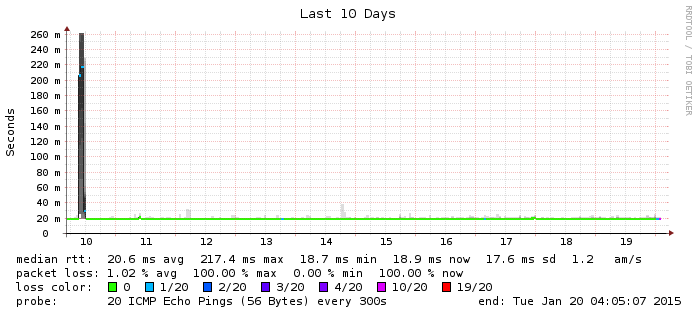 Last 10 Days
RRDTOOL / TOBI OETIKER
Seconds
260 m
240 m
220 m
200 m
180 m
160 m
140 m
120 m
100 m
80 m
60 m
40 m
20 m
0
10 11 12 13 14 15 16 17 18 19
median rtt: 20.6 ms avg 217.4 ms max 18.7 ms min 18.9 ms now 17.6 ms sd 1.2 am/s
packet loss: 1.02 % avg 100.00 % max 0.00 % min 100.00 % now
loss color: 0 1/20 2/20 3/20 4/20 10/20 19/20
probe: 20 ICMP Echo Pings (56 Bytes) every 300s end: Tue Jan 20 04:05:07 2015